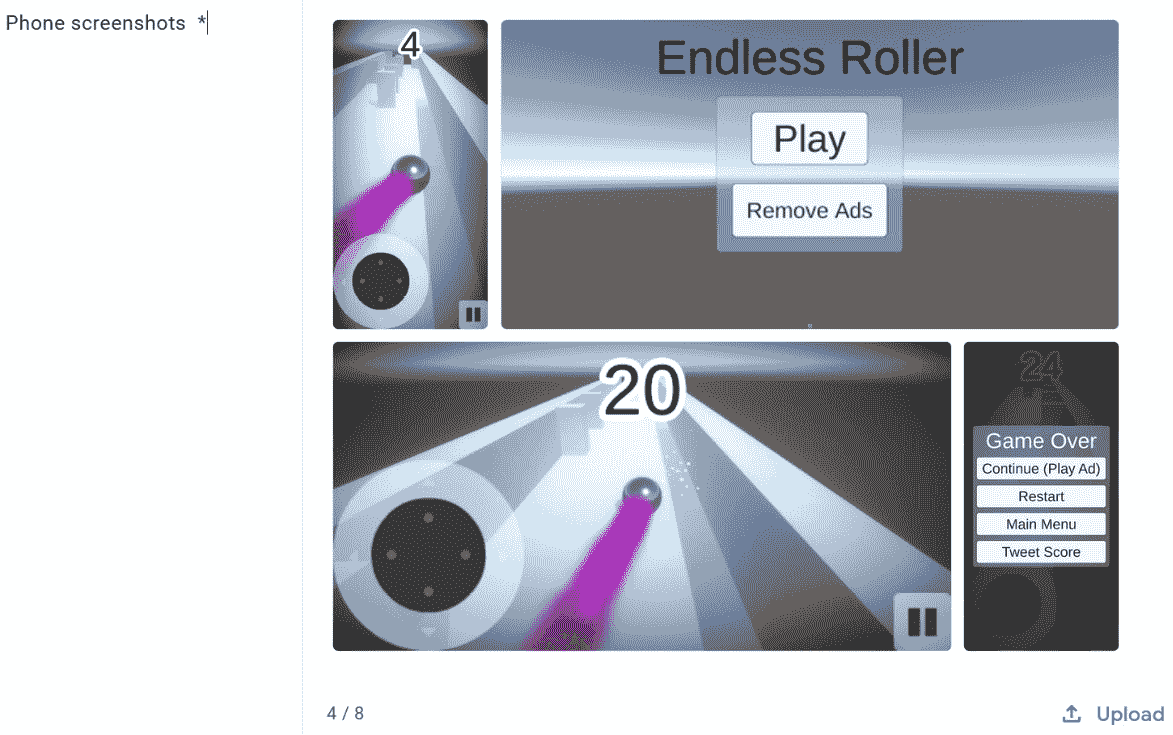 Phone screenshots *
4
Endless Roller
Play
Remove Ads
20
24
Game Over
Continue (Play Ad)
Restart
Main Menu
Tweet Score
4 / 8
Upload